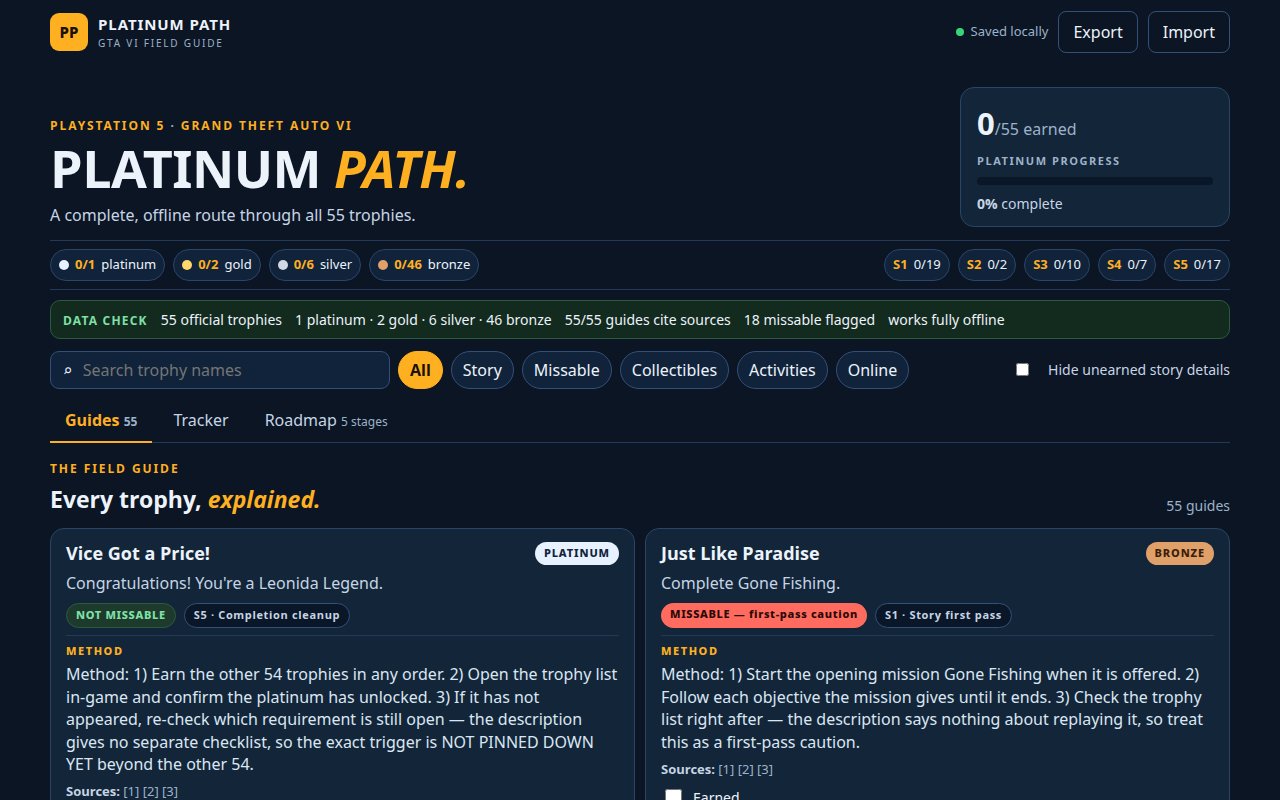 PP
PLATINUM PATH
GTA VI FIELD GUIDE
Saved locally
Export
Import
PLAYSTATION 5 · GRAND THEFT AUTO VI
PLATINUM PATH.
A complete, offline route through all 55 trophies.
0/55 earned
PLATINUM PROGRESS
0% complete
0/1 platinum
0/2 gold
0/6 silver
0/46 bronze
S1 0/19
S2 0/2
S3 0/10
S4 0/7
S5 0/17
DATA CHECK 55 official trophies 1 platinum · 2 gold · 6 silver · 46 bronze 55/55 guides cite sources 18 missable flagged works fully offline
Search trophy names
All
Story
Missable
Collectibles
Activities
Online
Hide unearned story details
Guides 55
Tracker
Roadmap 5 stages
THE FIELD GUIDE
Every trophy, explained.
55 guides
Vice Got a Price!
PLATINUM
Congratulations! You're a Leonida Legend.
NOT MISSABLE
S5 · Completion cleanup
METHOD
Method: 1) Earn the other 54 trophies in any order. 2) Open the trophy list
in-game and confirm the platinum has unlocked. 3) If it has not
appeared, re-check which requirement is still open — the description
gives no separate checklist, so the exact trigger is NOT PINNED DOWN
YET beyond the other 54.
Sources: [1] [2] [3]
Just Like Paradise
BRONZE
Complete Gone Fishing.
MISSABLE — first-pass caution
S1 · Story first pass
METHOD
Method: 1) Start the opening mission Gone Fishing when it is offered. 2)
Follow each objective the mission gives until it ends. 3) Check the trophy
list right after — the description says nothing about replaying it, so treat
this as a first-pass caution.
Sources: [1] [2] [3]
Earned